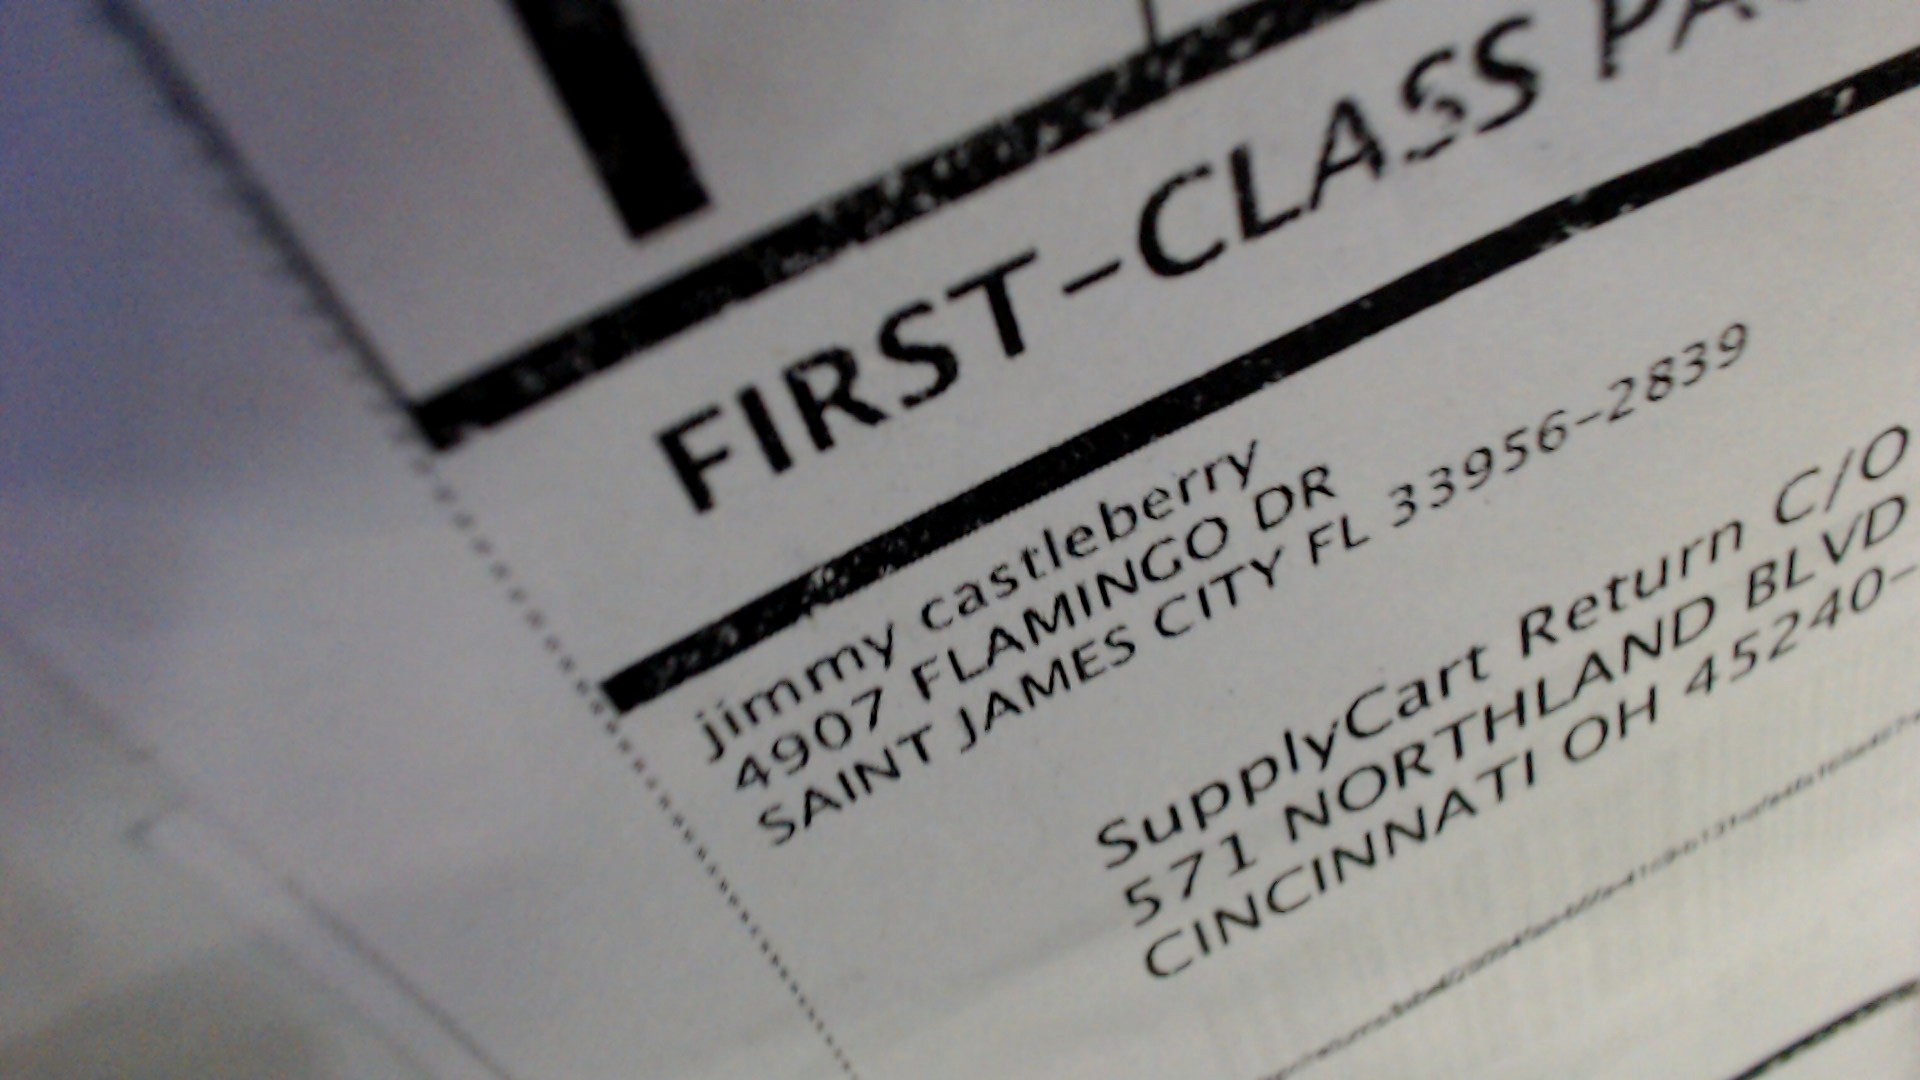 FIRST-CLASS
jimmy castleberry
4907 FLAMINGO DR
SAINT JAMES CITY FL 33956-2839
SupplyCart Return C/O
571 NORTHLAND BLVD
CINCINNATI OH 45240-